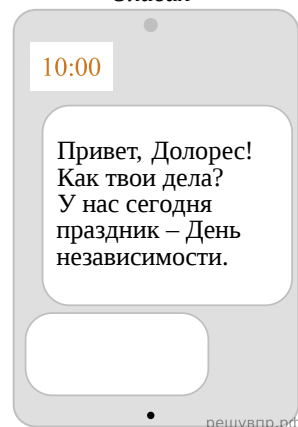 10:00
Привет, Долорес!
Как твои дела?
У нас сегодня
праздник – День
независимости.
решувпр.рф